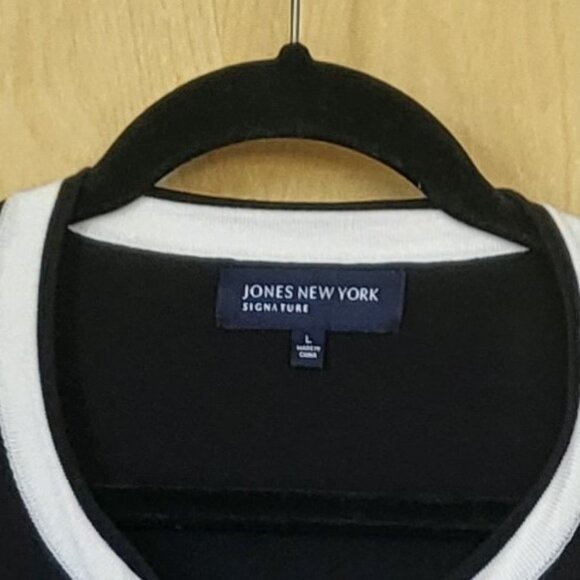 JONES NEW YORK
SIGNATURE
L
MADE IN
CHINA